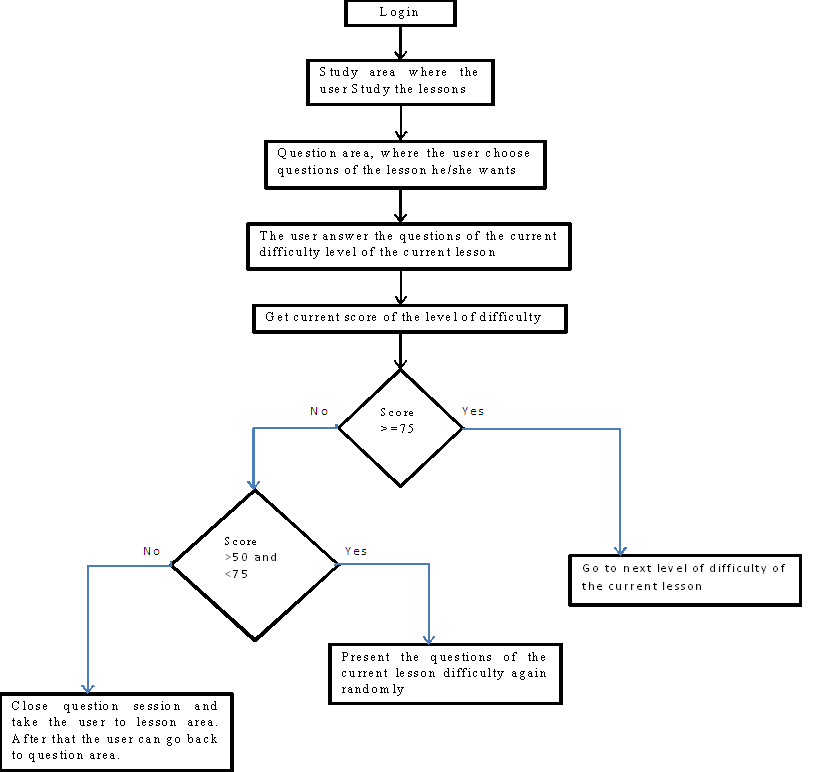 Login
Study area where the
user Study the lessons
Question area, where the user choose
questions of the lesson he/she wants
The user answer the questions of the current
difficulty level of the current lesson
Get current score of the level of difficulty
No
Score
>=75
Yes
No
Score
>50 and
<75
Yes
Go to next level of difficulty of
the current lesson
Present the questions of the
current lesson difficulty again
randomly
Close question session and
take the user to lesson area.
After that the user can go back
to question area.